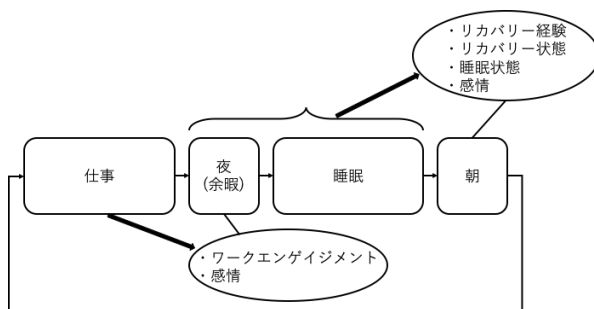 ・リカバリー経験
・リカバリー状態
・睡眠状態
・感情
仕事
夜
(余暇)
睡眠
朝
・ワークエンゲイジメント
・感情